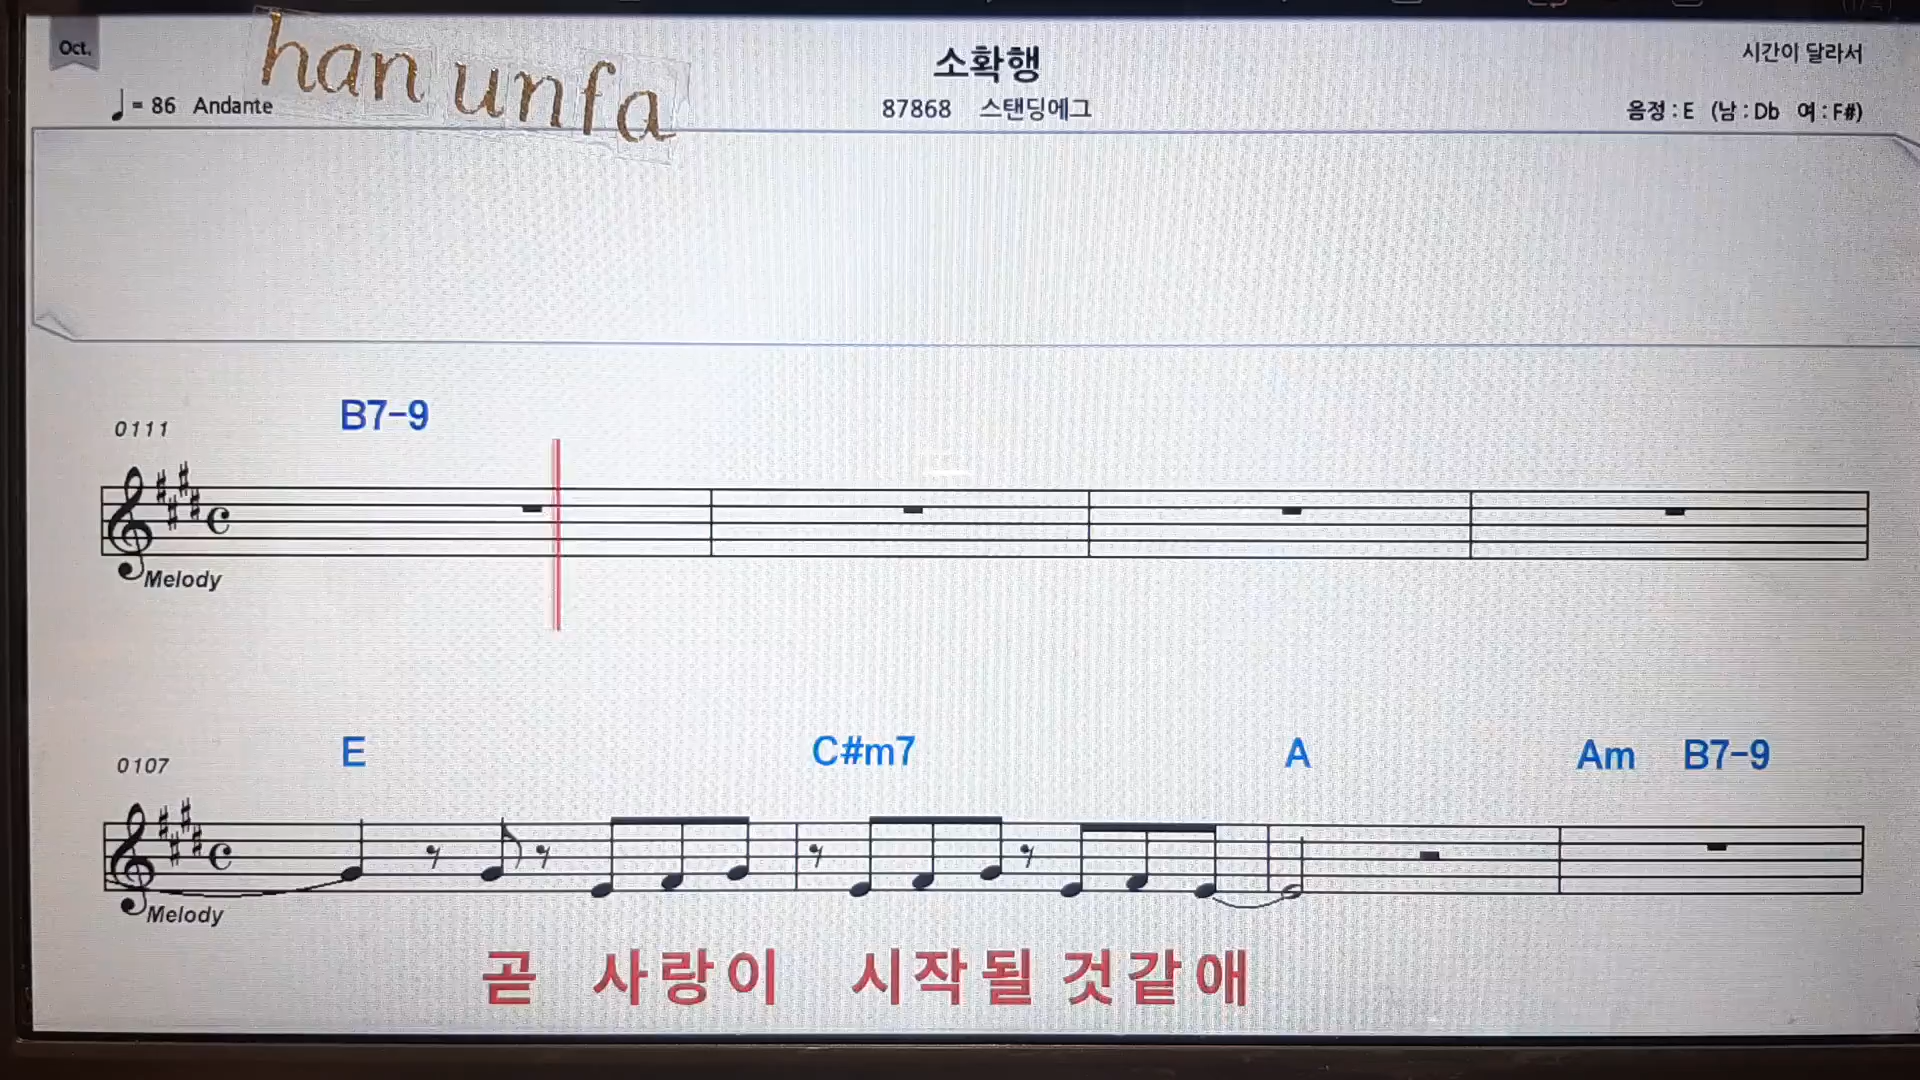 Oct.
han unfa
소확행
시간이 달라서
♩= 86 Andante
87868 스탠딩에그
음정 : E (남 : Db 여 : F#)
B7-9
0111
Melody
E C#m7 A Am B7-9
0107
Melody
곧 사랑이 시작될 것같애